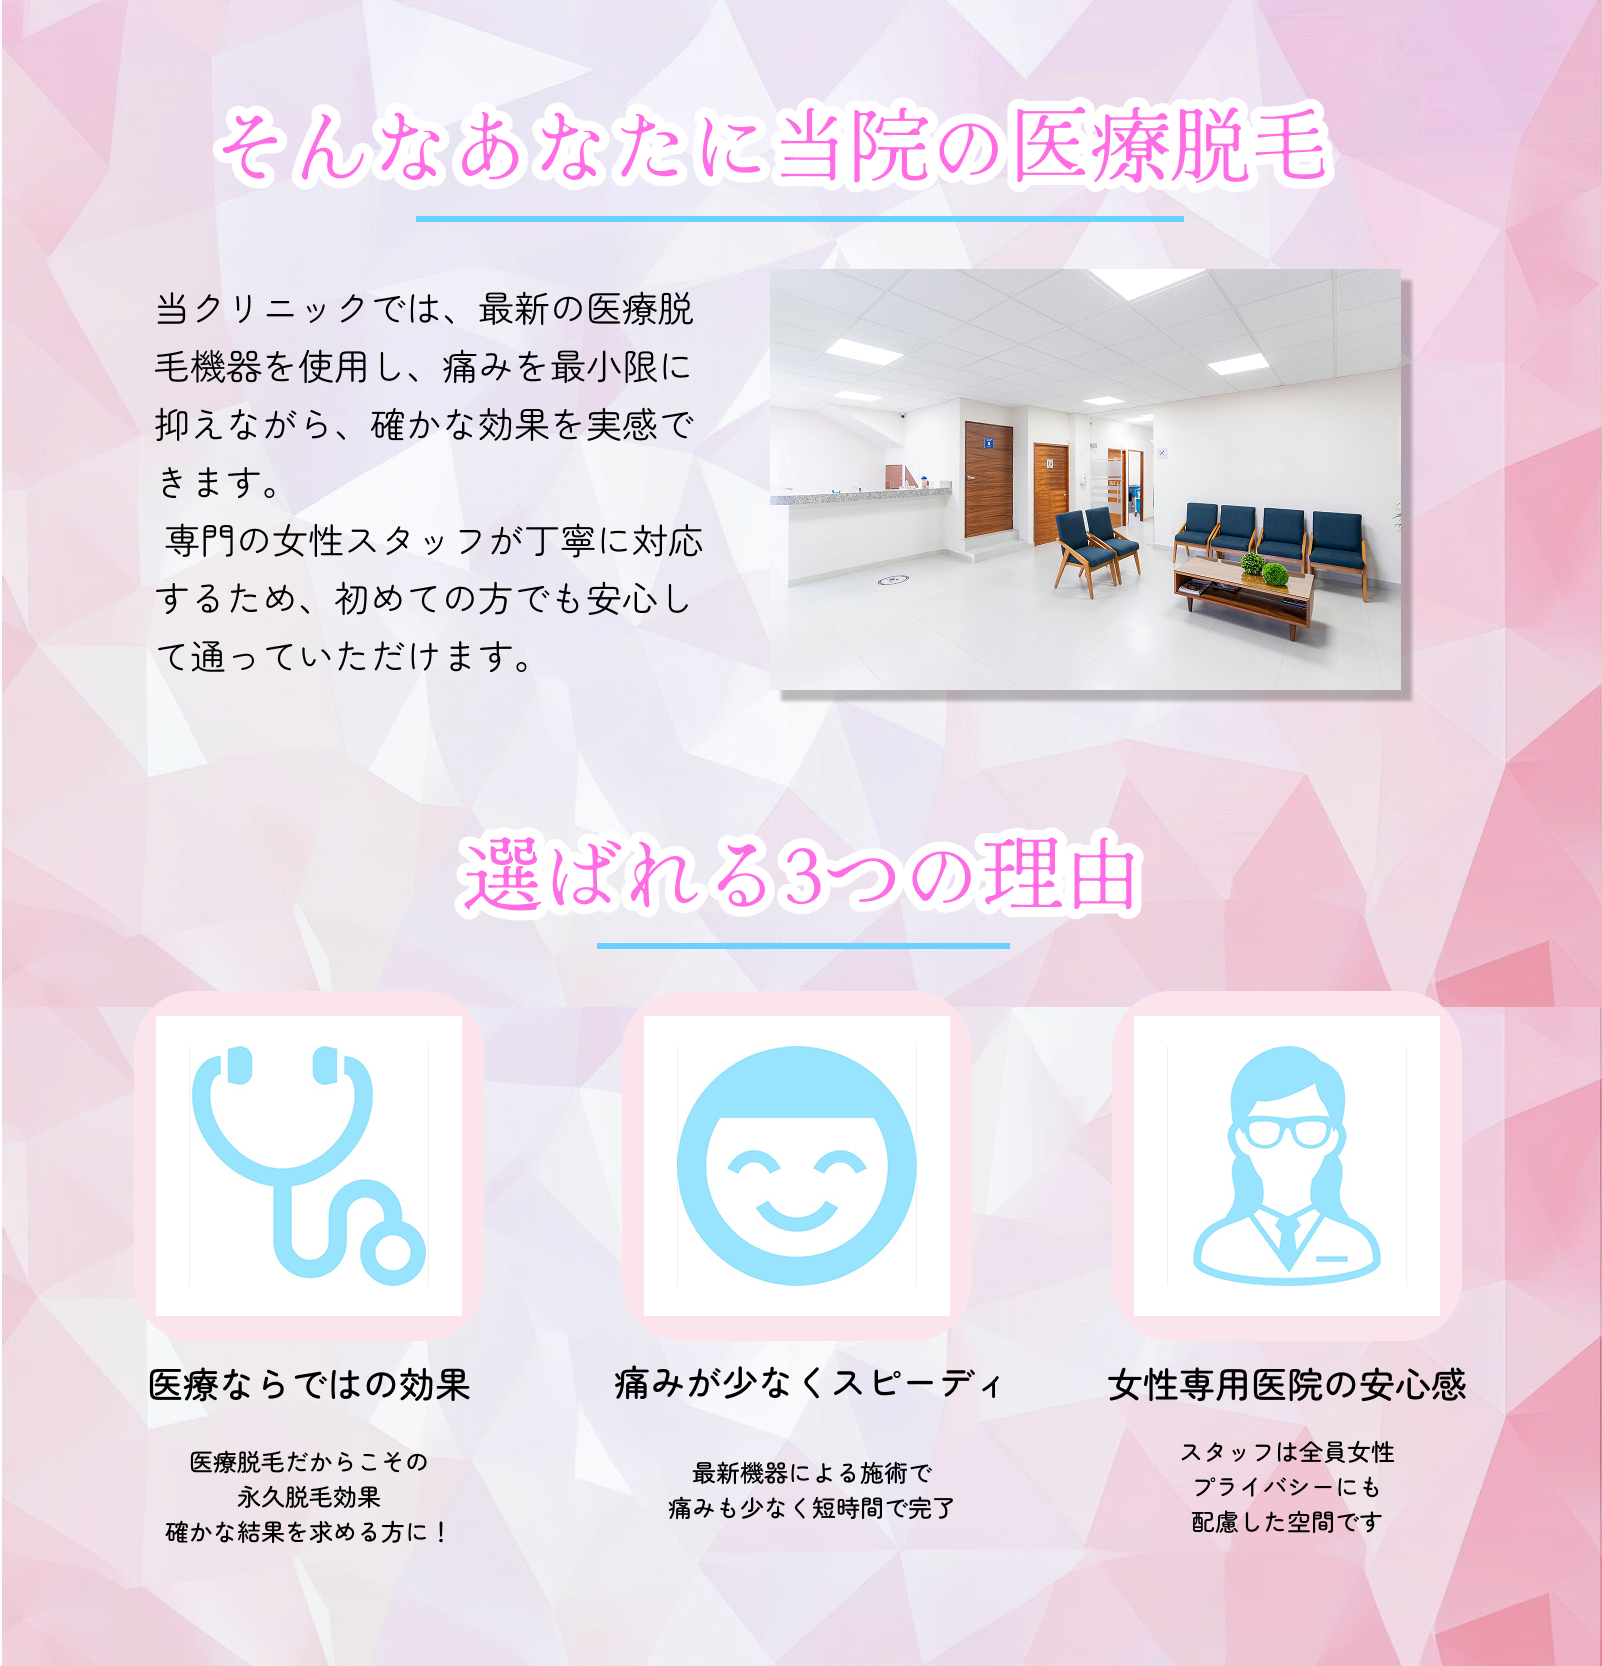 そんなあなたに当院の医療脱毛
当クリニックでは、最新の医療脱
毛機器を使用し、痛みを最小限に
抑えながら、確かな効果を実感で
きます。
専門の女性スタッフが丁寧に対応
するため、初めての方でも安心し
て通っていただけます。
選ばれる3つの理由
医療ならではの効果
医療脱毛だからこその
永久脱毛効果
確かな結果を求める方に！
痛みが少なくスピーディ
最新機器による施術で
痛みも少なく短時間で完了
女性専用医院の安心感
スタッフは全員女性
プライバシーにも
配慮した空間です